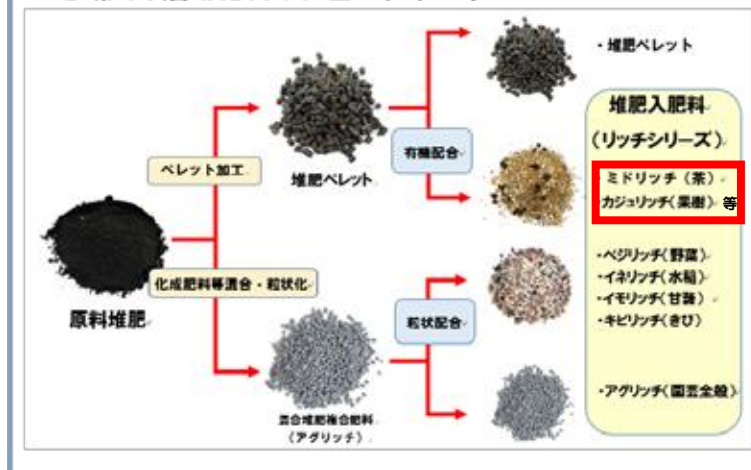 ・堆肥ペレット
堆肥入肥料
(リッチシリーズ)
ミドリッチ（茶）
カジュリッチ(果樹) 等
有機配合
ペレット加工
堆肥ペレット
・ベジリッチ(野菜)
・イネリッチ(水稲)
・イモリッチ(甘藷)
・キビリッチ(きび)
化成肥料等混合・粒状化
原料堆肥
粒状配合
・アグリッチ(園芸全般)
混合堆肥複合肥料
(アグリッチ)